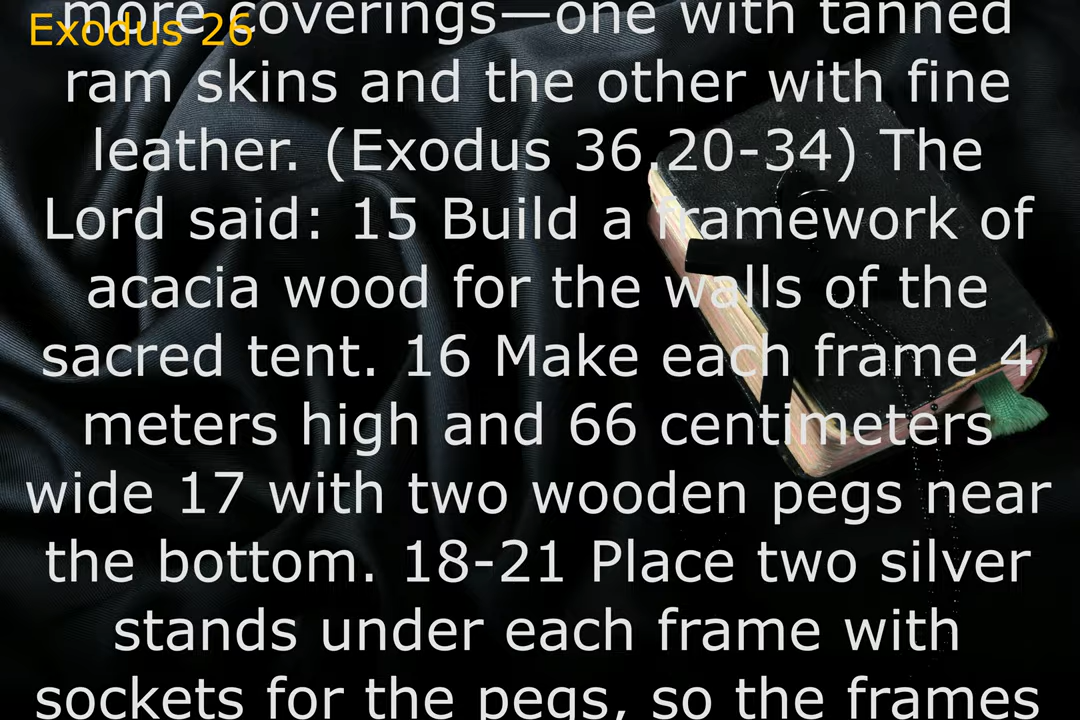 more coverings—one with tanned
Exodus 26
ram skins and the other with fine
leather. (Exodus 36.20-34) The
Lord said: 15 Build a framework of
acacia wood for the walls of the
sacred tent. 16 Make each frame 4
meters high and 66 centimeters
wide 17 with two wooden pegs near
the bottom. 18-21 Place two silver
stands under each frame with
sockets for the pegs, so the frames